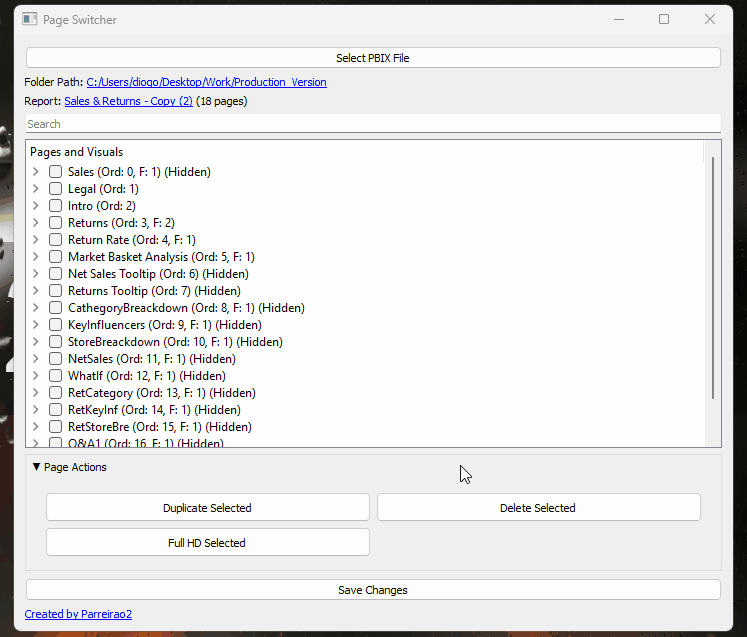 Page Switcher
Select PBIX File
Folder Path: C:/Users/diogo/Desktop/Work/Production_Version
Report: Sales & Returns - Copy (2) (18 pages)
Search
Pages and Visuals
Sales (Ord: 0, F: 1) (Hidden)
Legal (Ord: 1)
Intro (Ord: 2)
Returns (Ord: 3, F: 2)
Return Rate (Ord: 4, F: 1)
Market Basket Analysis (Ord: 5, F: 1)
Net Sales Tooltip (Ord: 6) (Hidden)
Returns Tooltip (Ord: 7) (Hidden)
CathegoryBreackdown (Ord: 8, F: 1) (Hidden)
KeyInfluencers (Ord: 9, F: 1) (Hidden)
StoreBreakdown (Ord: 10, F: 1) (Hidden)
NetSales (Ord: 11, F: 1) (Hidden)
WhatIf (Ord: 12, F: 1) (Hidden)
RetCategory (Ord: 13, F: 1) (Hidden)
RetKeyInf (Ord: 14, F: 1) (Hidden)
RetStoreBre (Ord: 15, F: 1) (Hidden)
Q&A1 (Ord: 16, F: 1) (Hidden)
▼ Page Actions
Duplicate Selected
Delete Selected
Full HD Selected
Save Changes
Created by Parreirao2